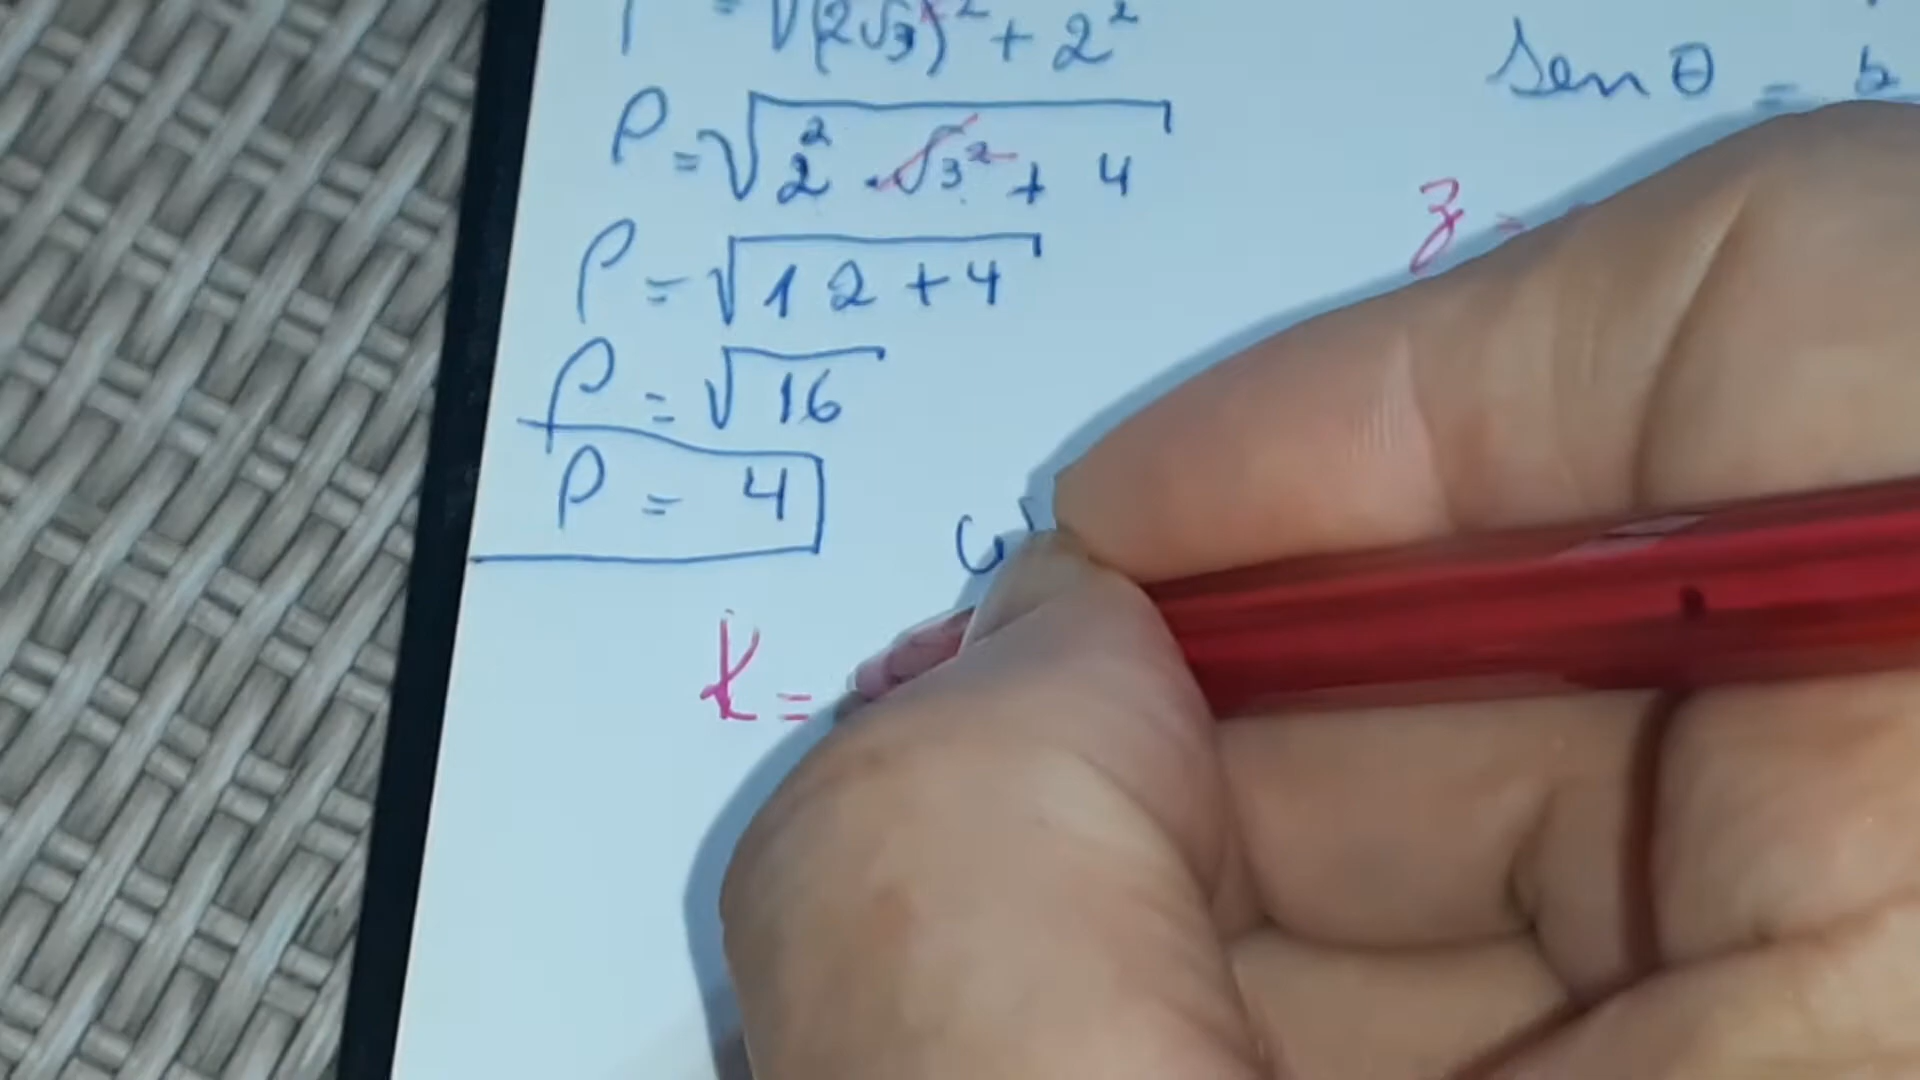 ρ = √(2√3)² + 2²
ρ = √2² . √3² + 4
ρ = √12 + 4
ρ = √16
ρ = 4
Sen θ = b
z =
k =